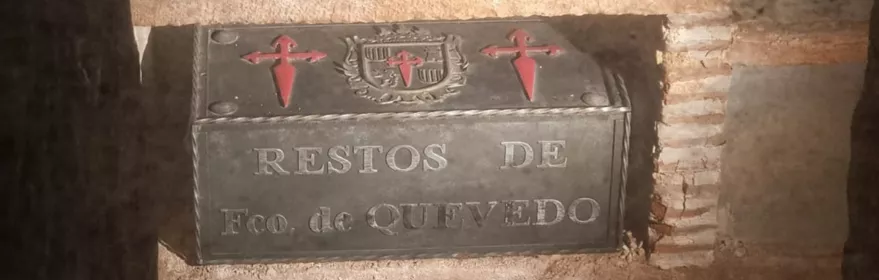 RESTOS DE
Fco. de QUEVEDO